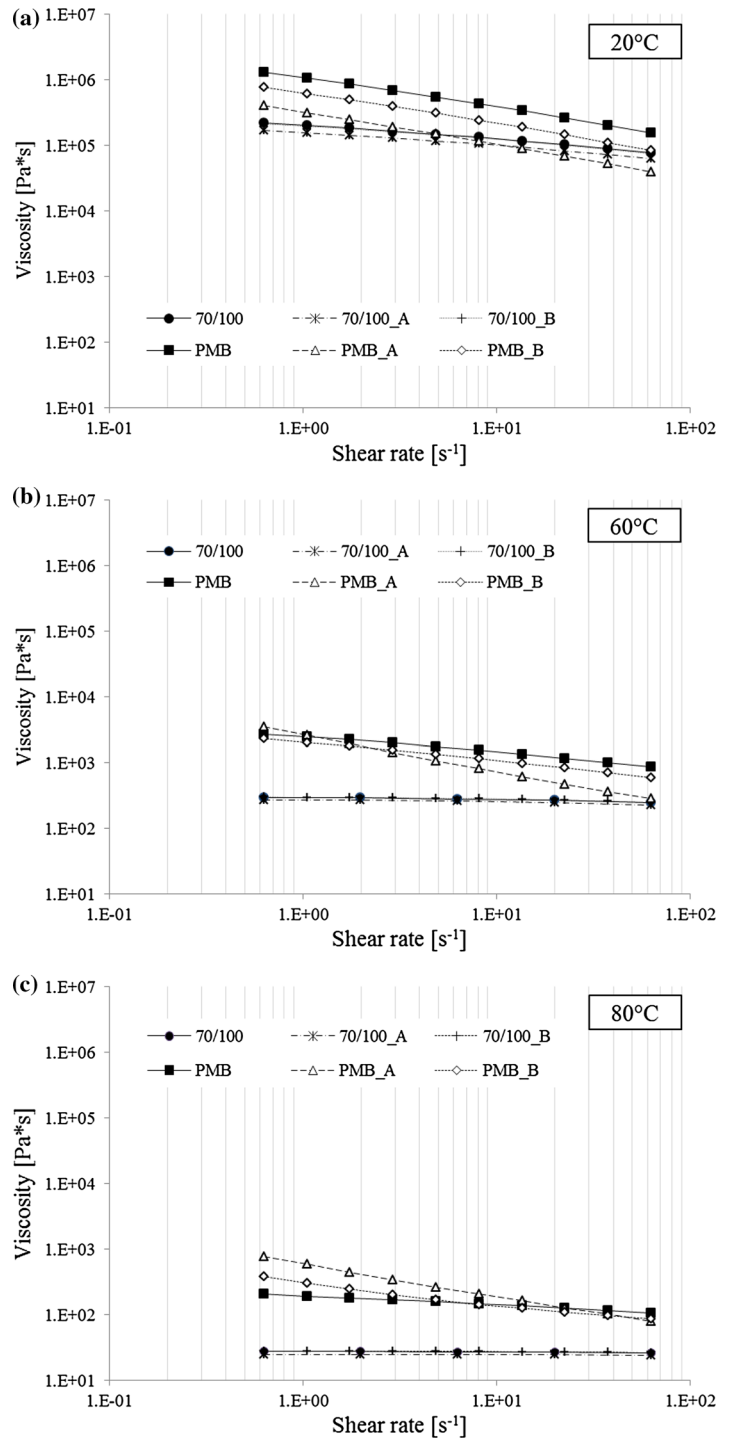 (a)
1.E+07
20°C
1.E+06
1.E+05
1.E+04
1.E+03
1.E+02
1.E+01
Viscosity [Pa*s]
70/100 70/100_A 70/100_B
PMB PMB_A PMB_B
1.E-01 1.E+00 1.E+01 1.E+02
Shear rate [s-1]
(b)
1.E+07
60°C
1.E+06
1.E+05
1.E+04
1.E+03
1.E+02
1.E+01
Viscosity [Pa*s]
70/100 70/100_A 70/100_B
PMB PMB_A PMB_B
1.E-01 1.E+00 1.E+01 1.E+02
Shear rate [s-1]
(c)
1.E+07
80°C
1.E+06
1.E+05
1.E+04
1.E+03
1.E+02
1.E+01
Viscosity [Pa*s]
70/100 70/100_A 70/100_B
PMB PMB_A PMB_B
1.E-01 1.E+00 1.E+01 1.E+02
Shear rate [s-1]